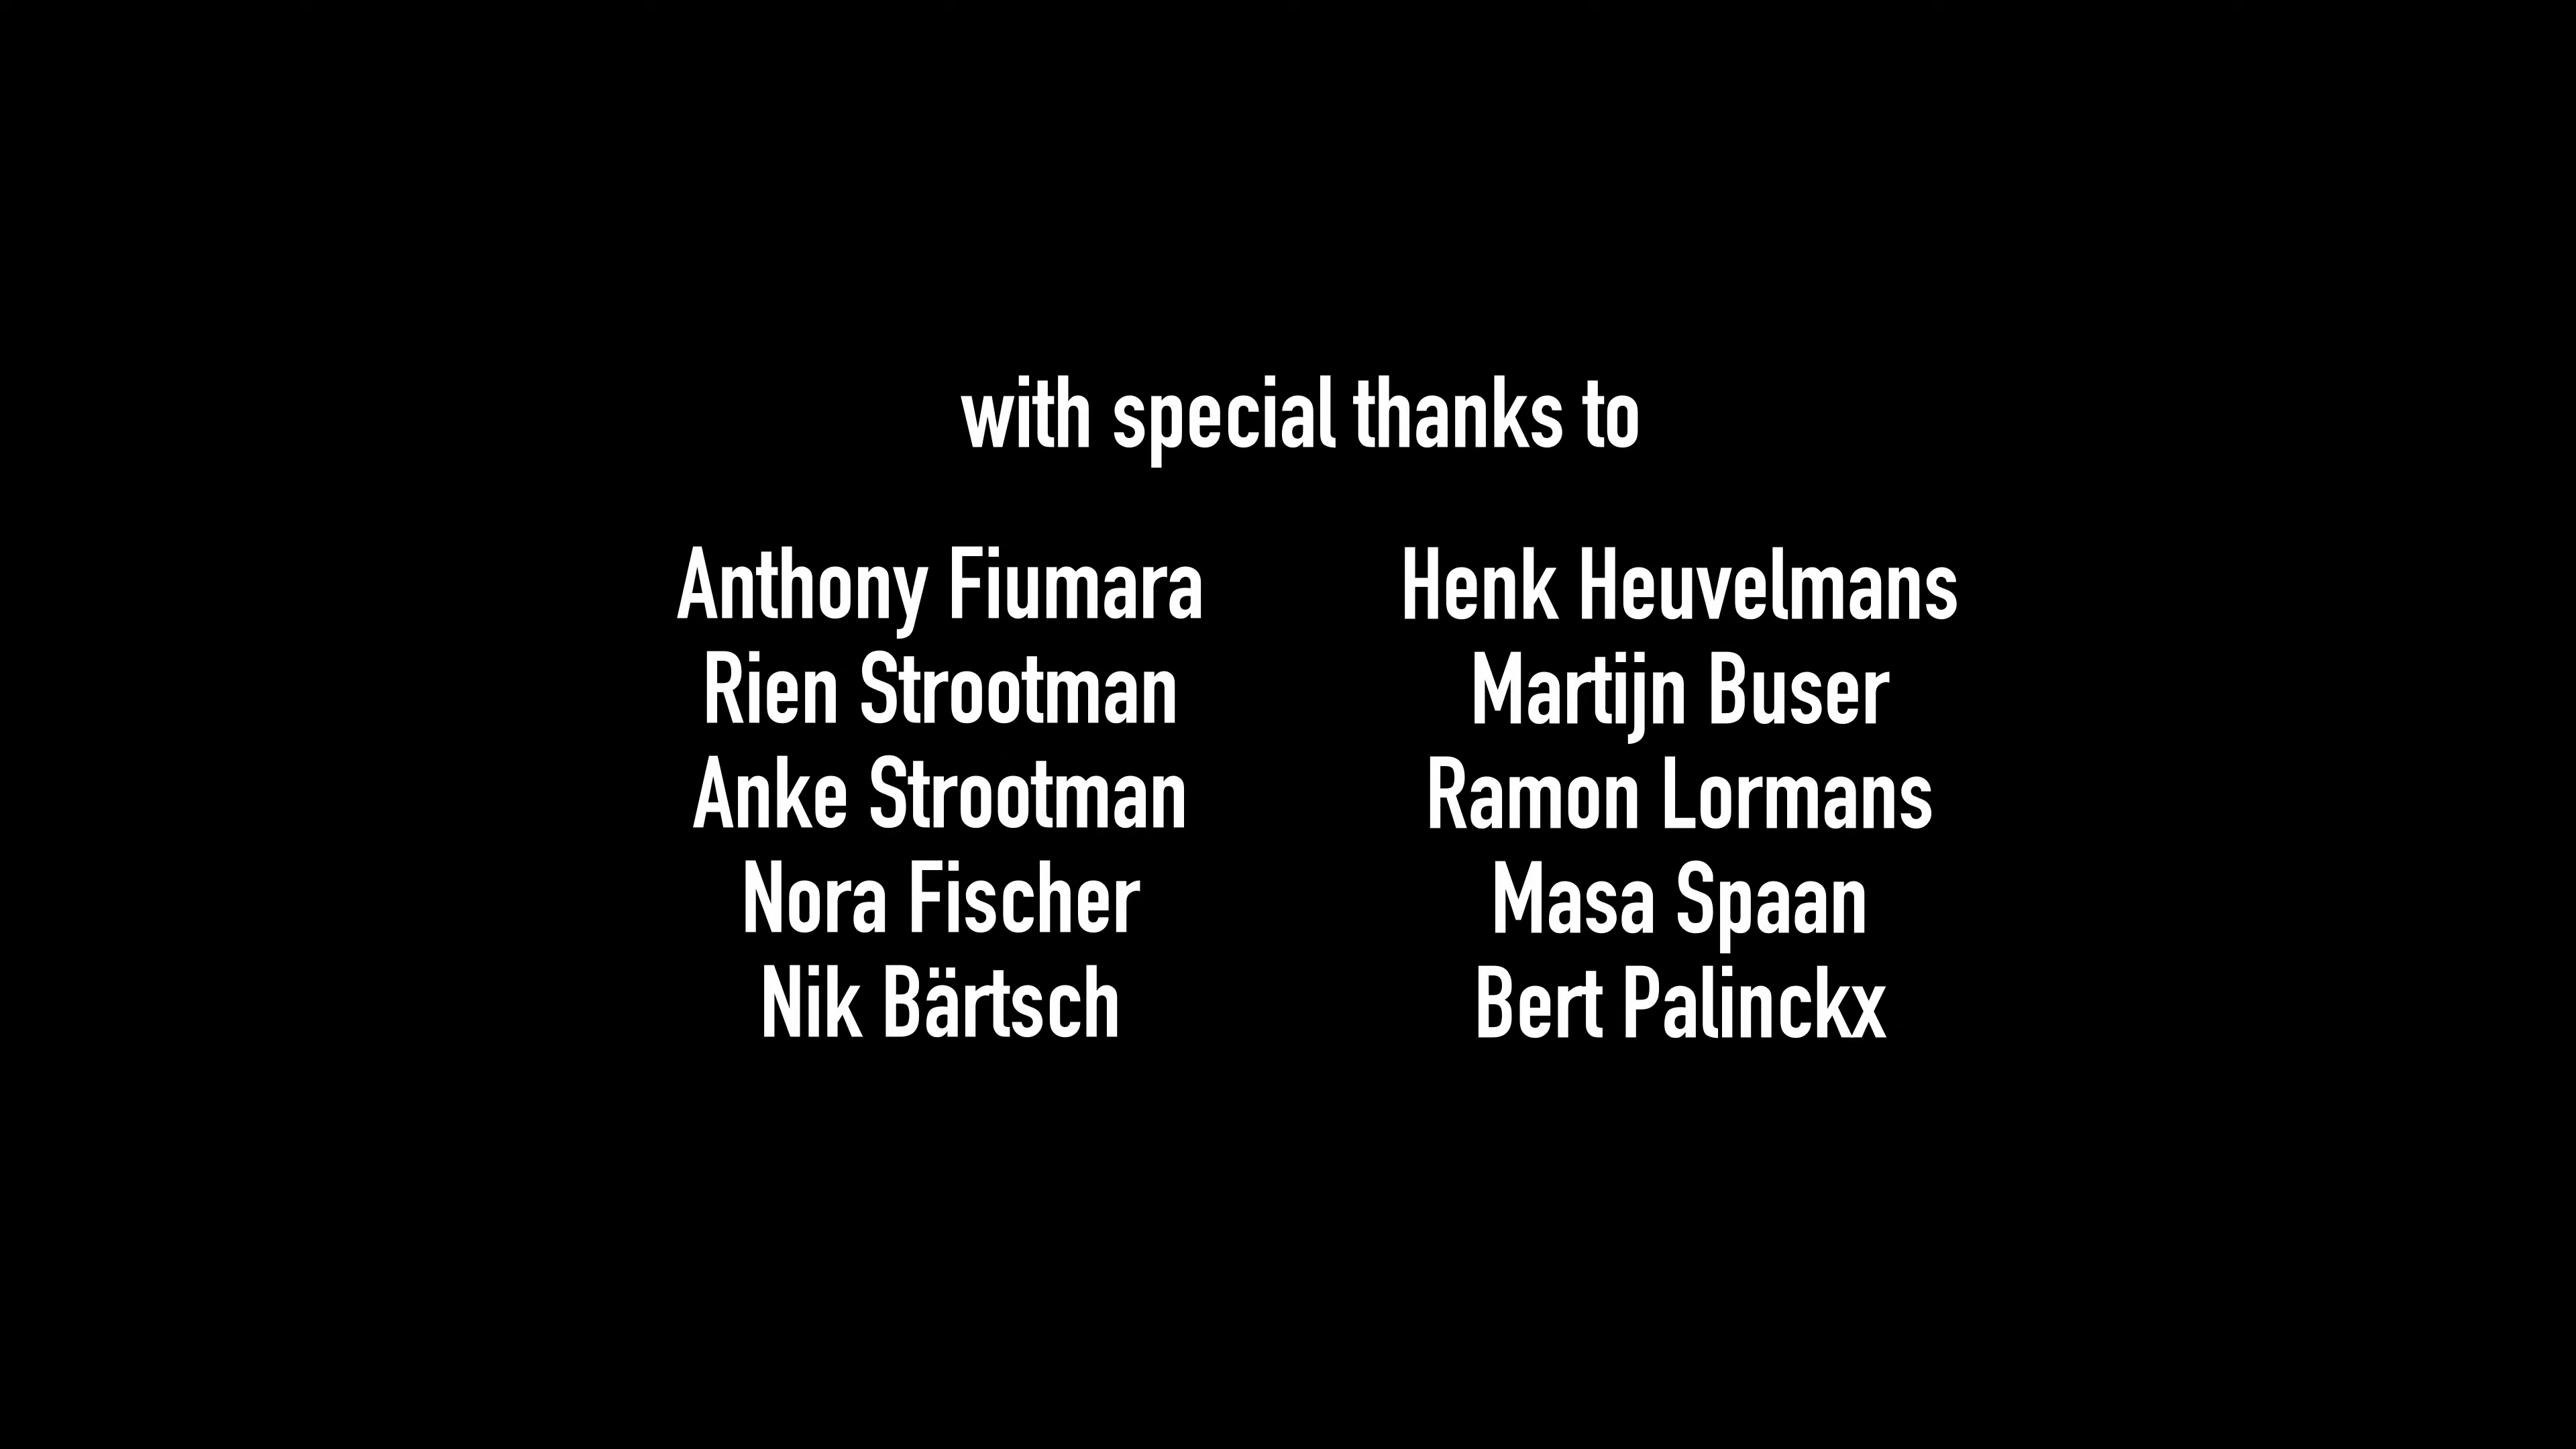 with special thanks to
Anthony Fiumara
Rien Strootman
Anke Strootman
Nora Fischer
Nik Bärtsch
Henk Heuvelmans
Martijn Buser
Ramon Lormans
Masa Spaan
Bert Palinckx